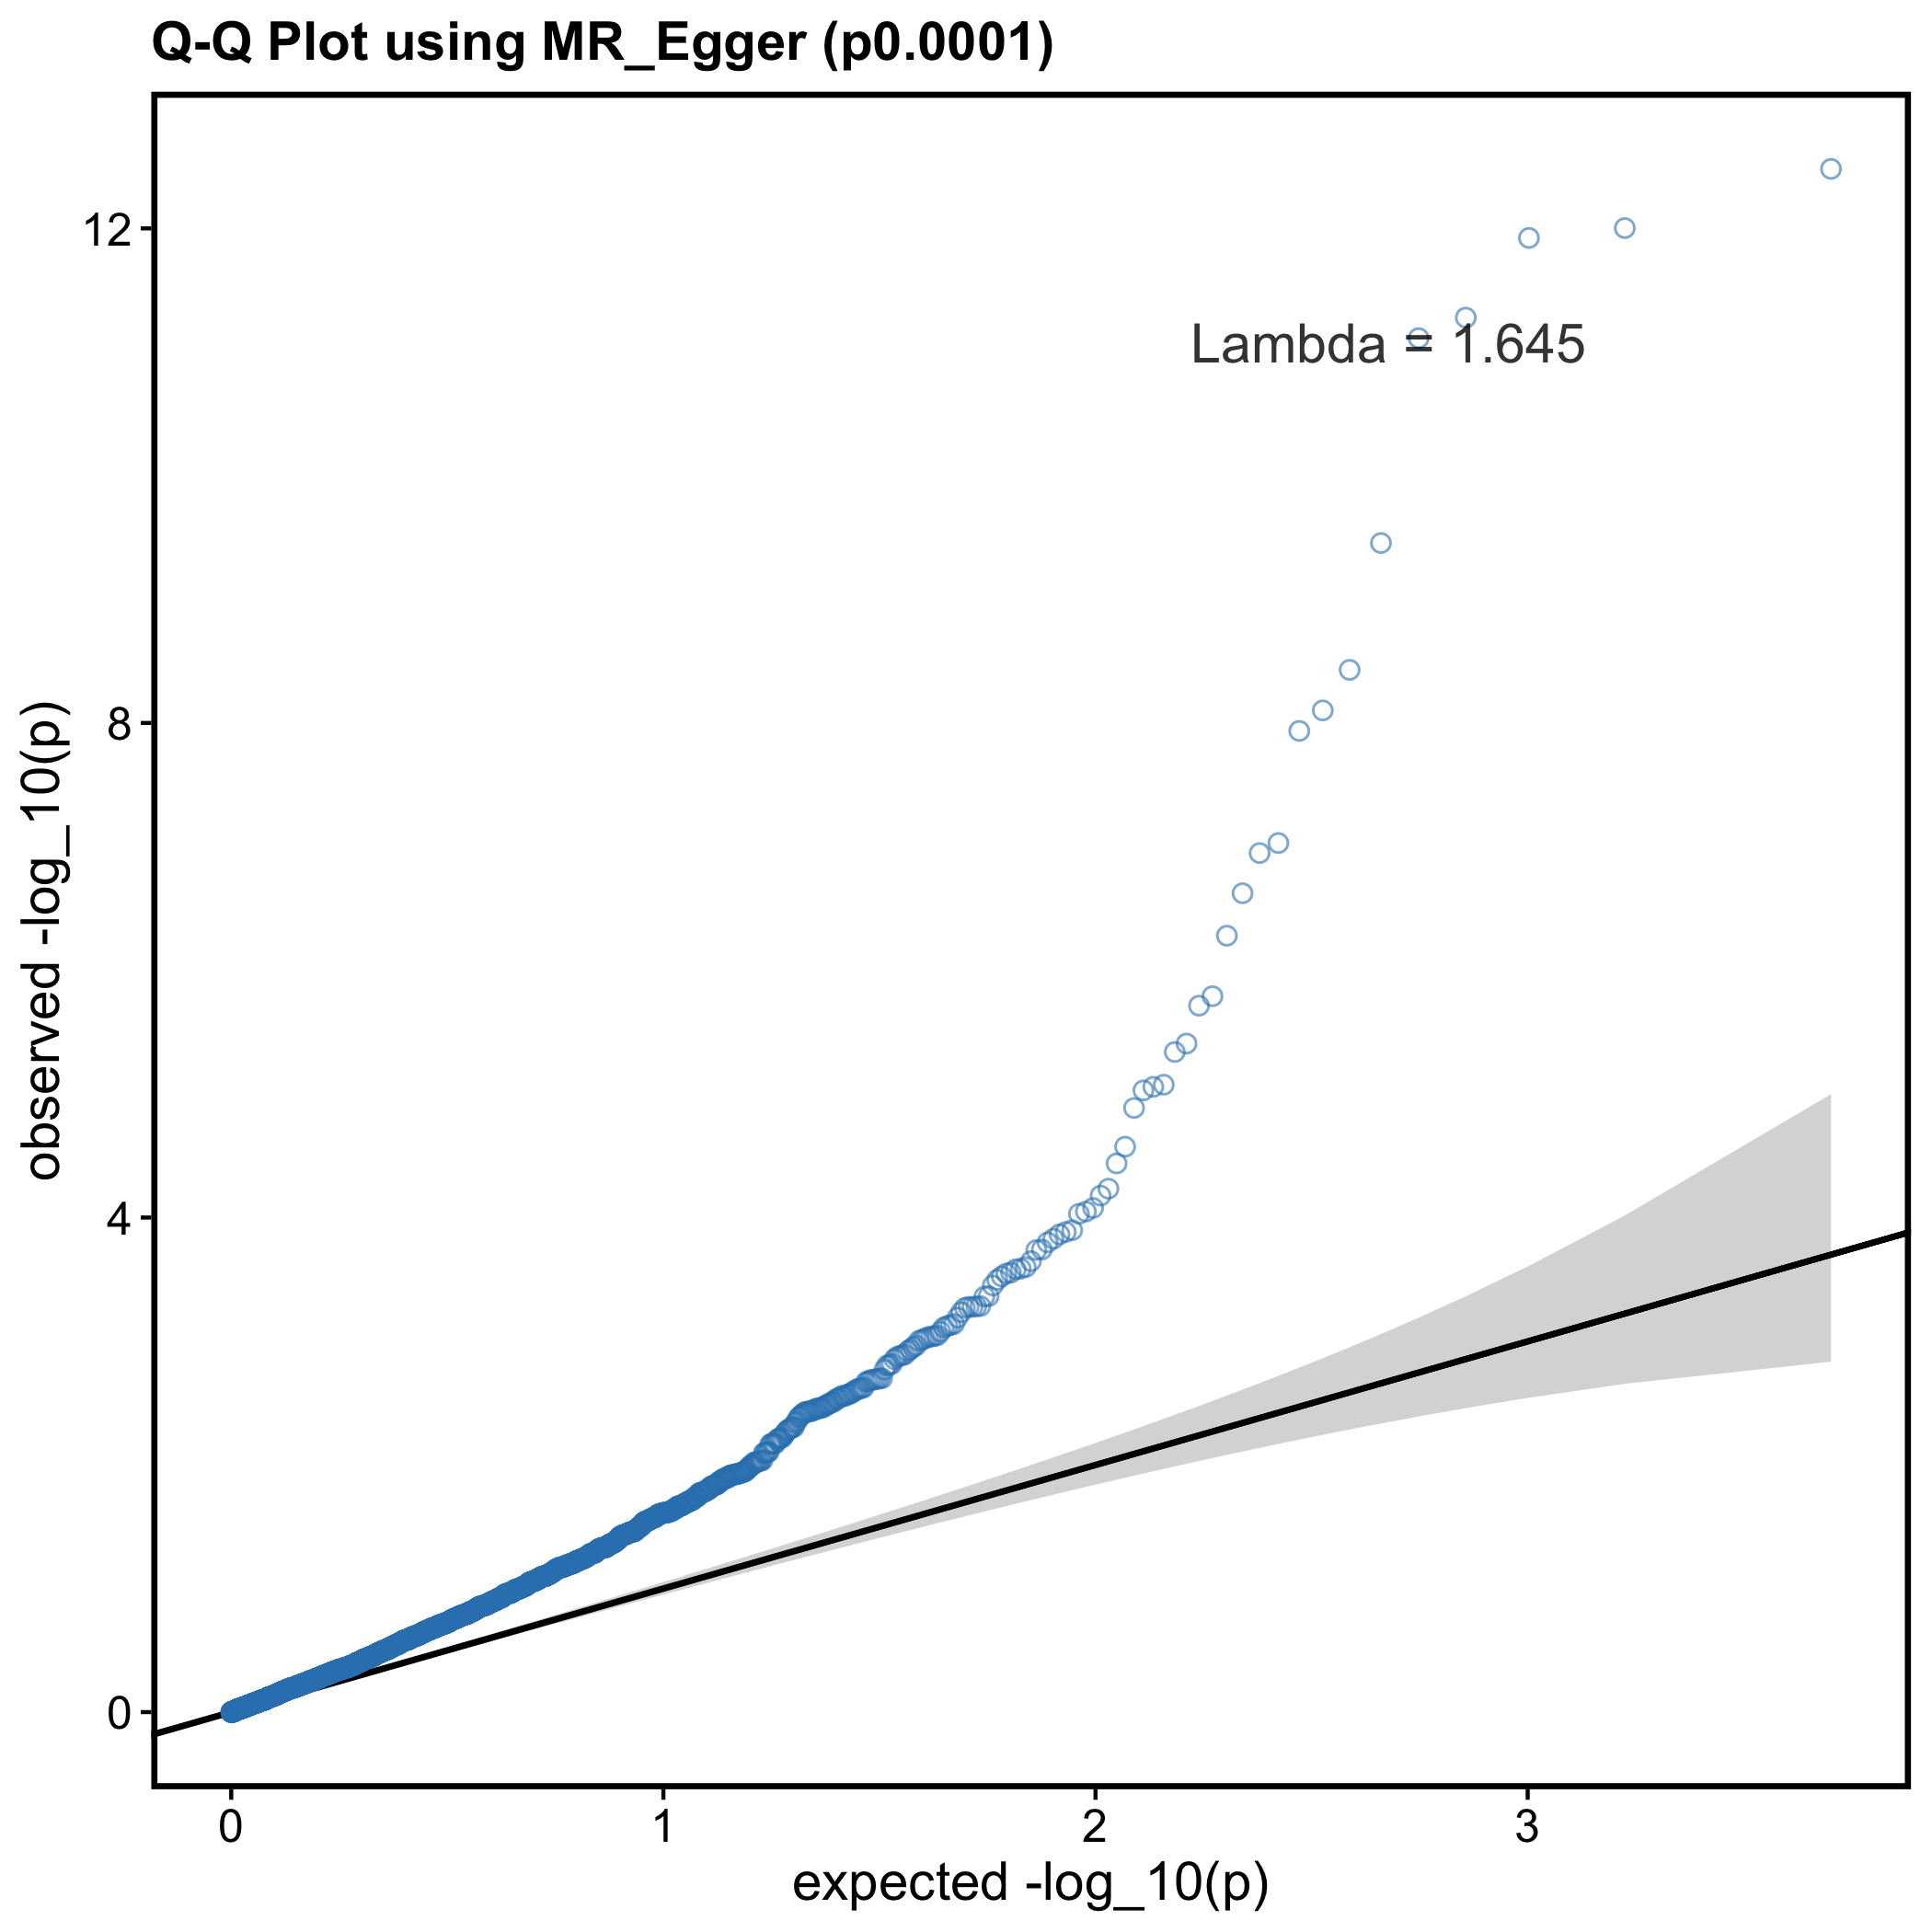 Q-Q Plot using MR_Egger (p0.0001)
12
Lambda = 1.645
8
observed -log_10(p)
4
0
0 1 2 3
expected -log_10(p)